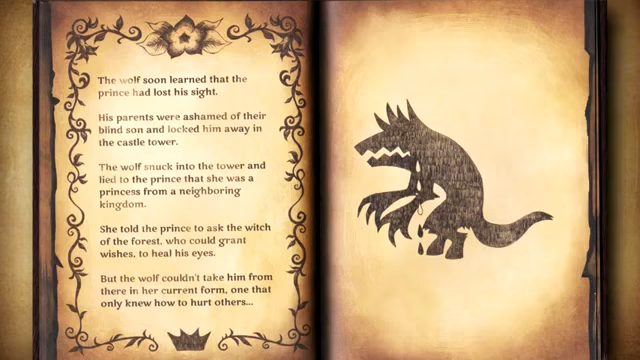 The wolf soon learned that the
prince had lost his sight.
His parents were ashamed of their
blind son and locked him away in
the castle tower.
The wolf snuck into the tower and
lied to the prince that she was a
princess from a neighboring
kingdom.
She told the prince to ask the witch
of the forest, who could grant
wishes, to heal his eyes.
But the wolf couldn't take him from
there in her current form, one that
only knew how to hurt others...